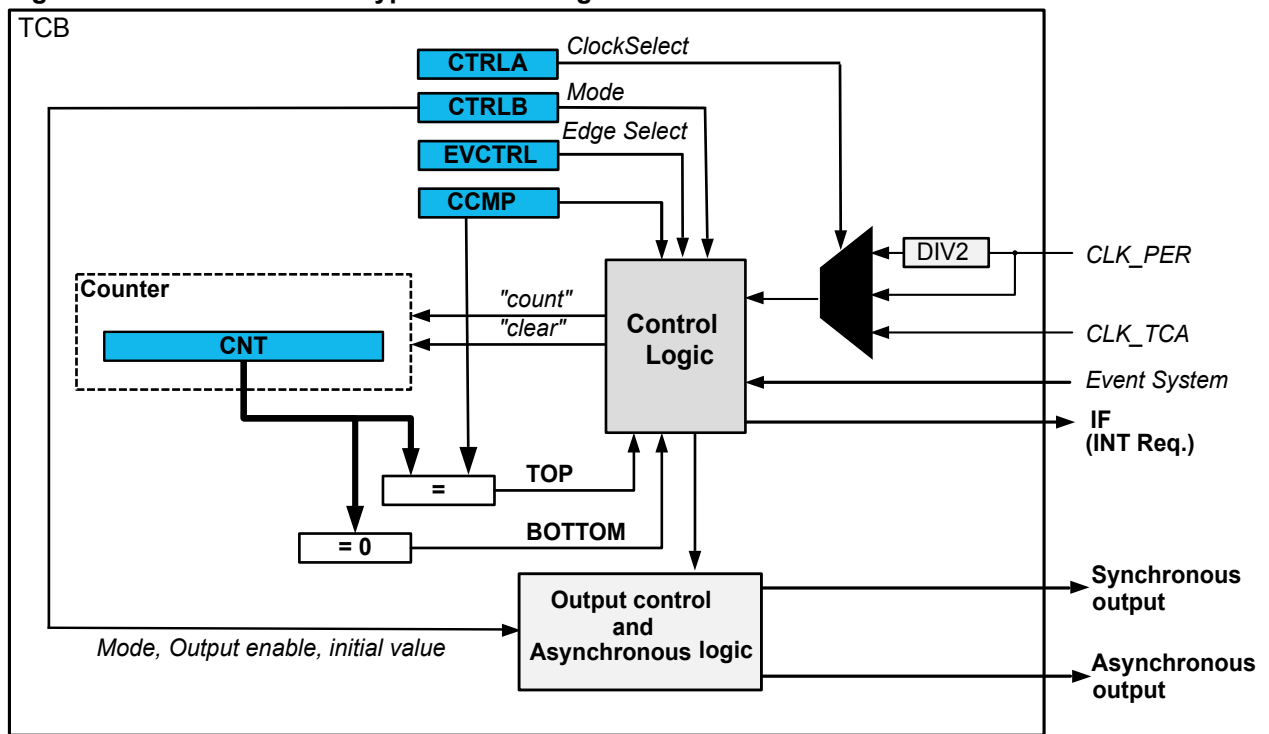 TCB
ClockSelect
CTRLA
Mode
CTRLB
Edge Select
EVCTRL
CCMP
DIV2
CLK_PER
Counter
"count"
"clear"
Control
Logic
CNT
CLK_TCA
Event System
IF
(INT Req.)
TOP
=
BOTTOM
= 0
Output control
and
Asynchronous logic
Synchronous
output
Mode, Output enable, initial value
Asynchronous
output